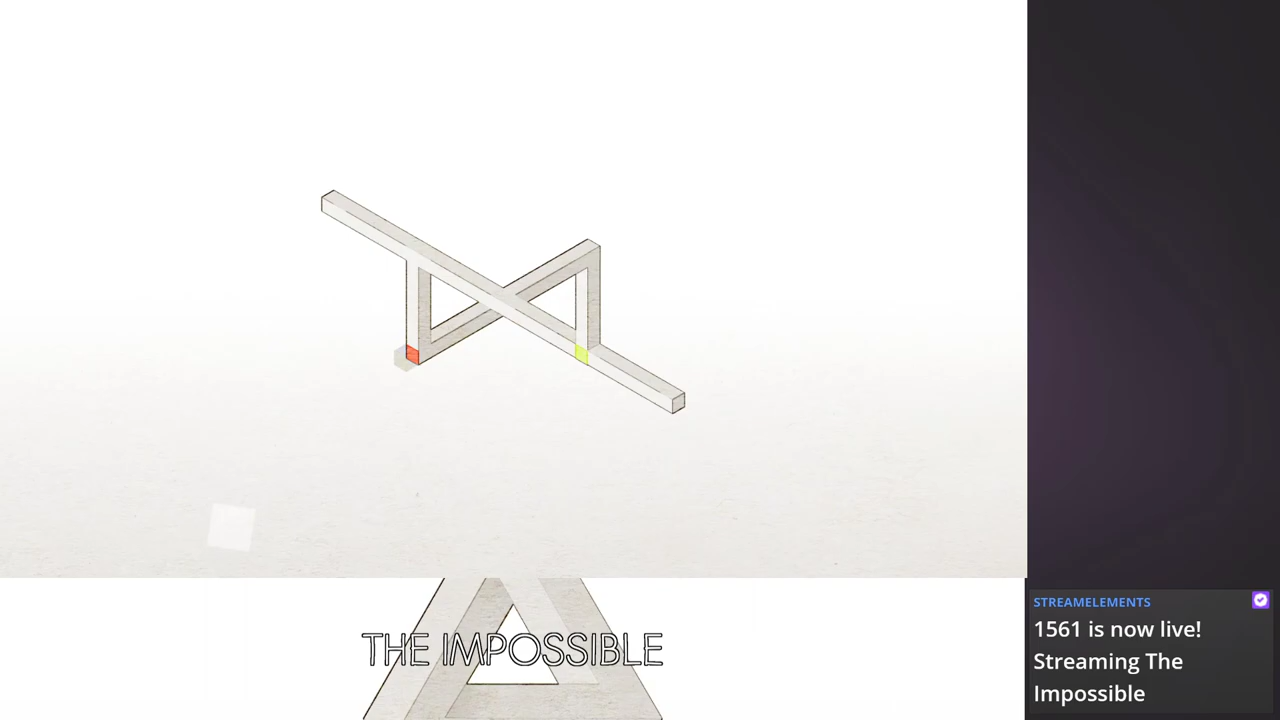 THE IMPOSSIBLE
STREAMELEMENTS
1561 is now live!
Streaming The
Impossible